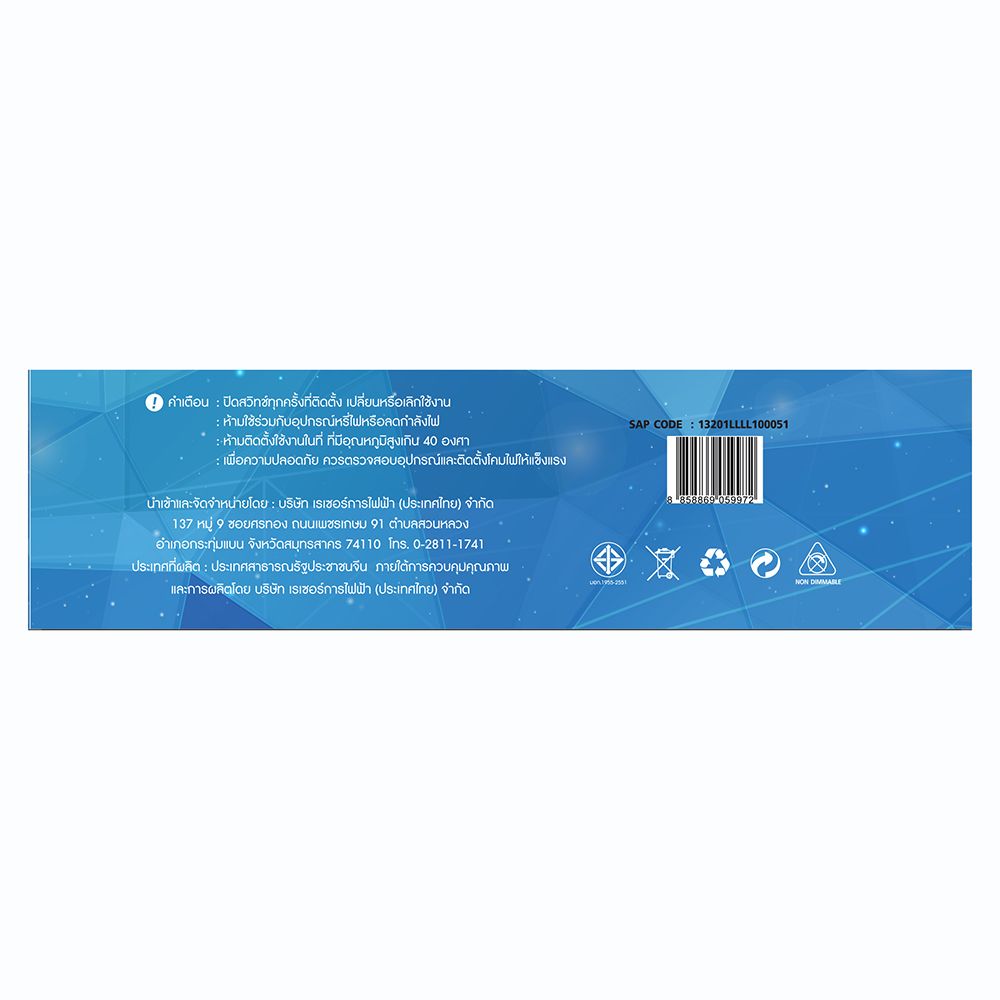 คำเตือน : ปิดสวิทช์ทุกครั้งที่ติดตั้ง เปลี่ยนหรือเลิกใช้งาน
: ห้ามใช้ร่วมกับอุปกรณ์หรี่ไฟหรือลดกำลังไฟ
: ห้ามติดตั้งใช้งานในที่ ที่มีอุณหภูมิสูงเกิน 40 องศา
: เพื่อความปลอดภัย ควรตรวจสอบอุปกรณ์และติดตั้งโคมไฟให้แข็งแรง
นำเข้าและจัดจำหน่ายโดย : บริษัท เรเซอร์การไฟฟ้า (ประเทศไทย) จำกัด
137 หมู่ 9 ซอยศรทอง ถนนเพชรเกษม 91 ตำบลสวนหลวง
อำเภอกระทุ่มแบน จังหวัดสมุทรสาคร 74110 โทร. 0-2811-1741
ประเทศที่ผลิต : ประเทศสาธารณรัฐประชาชนจีน ภายใต้การควบคุมคุณภาพ
และการผลิตโดย บริษัท เรเซอร์การไฟฟ้า (ประเทศไทย) จำกัด
SAP CODE : 13201LLLL100051
8 858869 059972
มอก.1955-2551
NON DIMMABLE